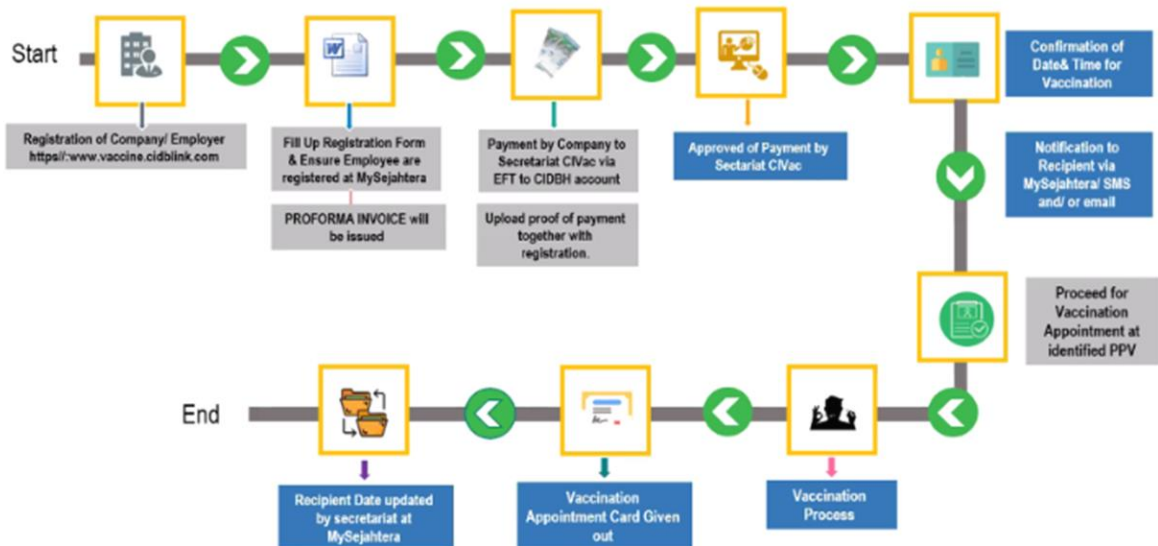 Start
Registration of Company/ Employer
https//:www.vaccine.cidblink.com
Fill Up Registration Form
& Ensure Employee are
registered at MySejahtera
PROFORMA INVOICE will
be issued
Payment by Company to
Secretariat CIVac via
EFT to CIDBH account
Upload proof of payment
together with
registration.
Approved of Payment by
Sectariat CIVac
Confirmation of
Date& Time for
Vaccination
Notification to
Recipient via
MySejahtera/ SMS
and/ or email
Proceed for
Vaccination
Appointment at
identified PPV
End
Recipient Date updated
by secretariat at
MySejahtera
Vaccination
Appointment Card Given
out
Vaccination
Process